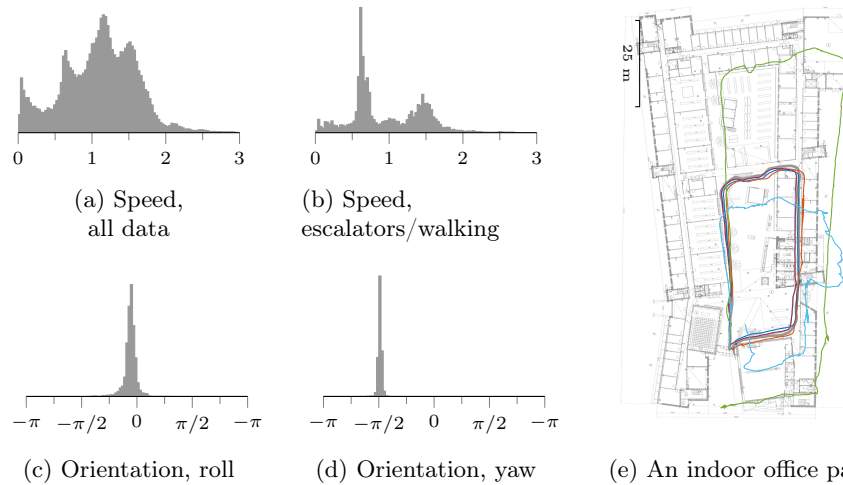 0 1 2 3
(a) Speed,
all data
0 1 2 3
(b) Speed,
escalators/walking
−π −π/2 0 π/2 −π
(c) Orientation, roll
−π −π/2 0 π/2 −π
(d) Orientation, yaw
25 m
(e) An indoor office pa